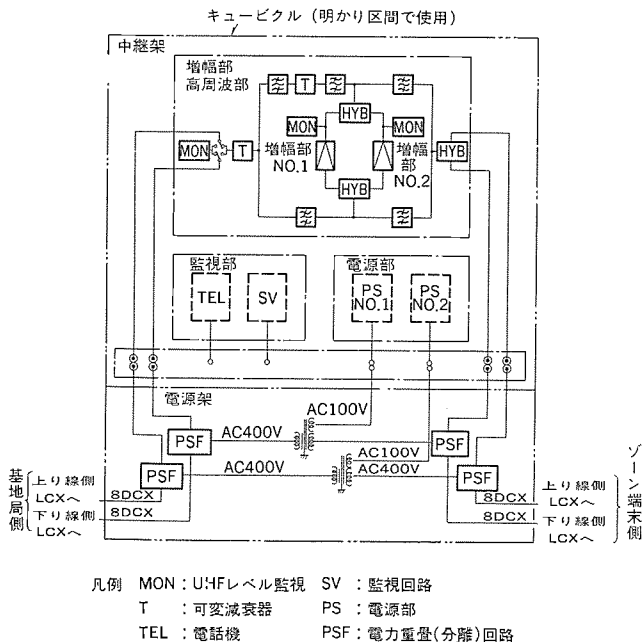 キュービクル (明かり区間で使用)
中継架
増幅部
高周波部
T
HYB
MON
MON
MON
T
増幅部
NO.1
増幅
部
NO.2
HYB
HYB
監視部
電源部
TEL
SV
PS
NO.1
PS
NO.2
電源架
AC100V
PSF
AC400V
PSF
AC100V
PSF
AC400V
AC400V
PSF
基地局側
上り線側
LCXへ
8DCX
下り線側
LCXへ
8DCX
8DCX
上り線側
LCXへ
8DCX
下り線側
LCXへ
ゾーン端末側
凡例 MON : UHFレベル監視 SV : 監視回路
T : 可変減衰器 PS : 電源部
TEL : 電話機 PSF : 電力重畳(分離)回路